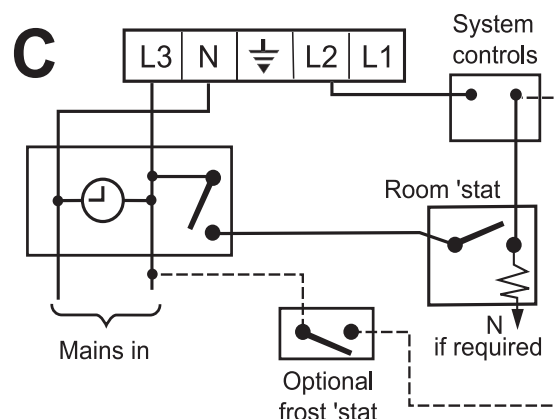 C
L3 N L2 L1
System
controls
Room 'stat
N
if required
Mains in
Optional
frost 'stat